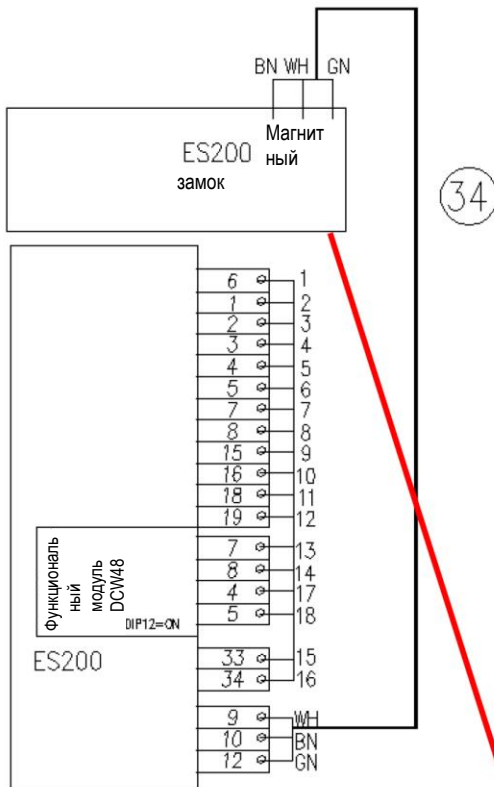 BN WH GN
ES200 Магнит
ный
замок
34
6 1
1 2
2 3
3 4
4 5
5 6
7 7
8 8
15 9
16 10
18 11
19 12
Функциональ
ный
модуль
DCW48
DIP12=ON
7 13
8 14
4 17
5 18
ES200
33 15
34 16
9 WH
10 BN
12 GN